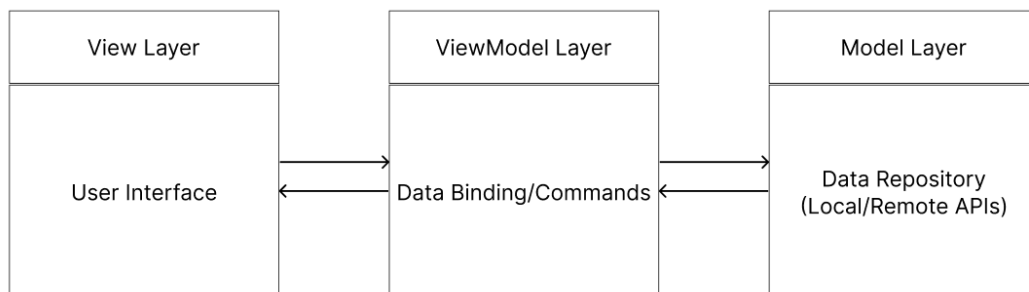 View Layer
ViewModel Layer
Model Layer
User Interface
Data Binding/Commands
Data Repository
(Local/Remote APIs)